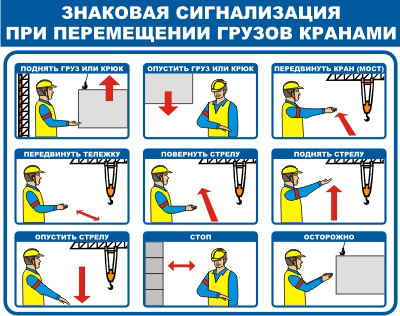 ЗНАКОВАЯ СИГНАЛИЗАЦИЯ
ПРИ ПЕРЕМЕЩЕНИИ ГРУЗОВ КРАНАМИ
ПОДНЯТЬ ГРУЗ ИЛИ КРЮК
ОПУСТИТЬ ГРУЗ ИЛИ КРЮК
ПЕРЕДВИНУТЬ КРАН (МОСТ)
ПЕРЕДВИНУТЬ ТЕЛЕЖКУ
ПОВЕРНУТЬ СТРЕЛУ
ПОДНЯТЬ СТРЕЛУ
ОПУСТИТЬ СТРЕЛУ
СТОП
ОСТОРОЖНО